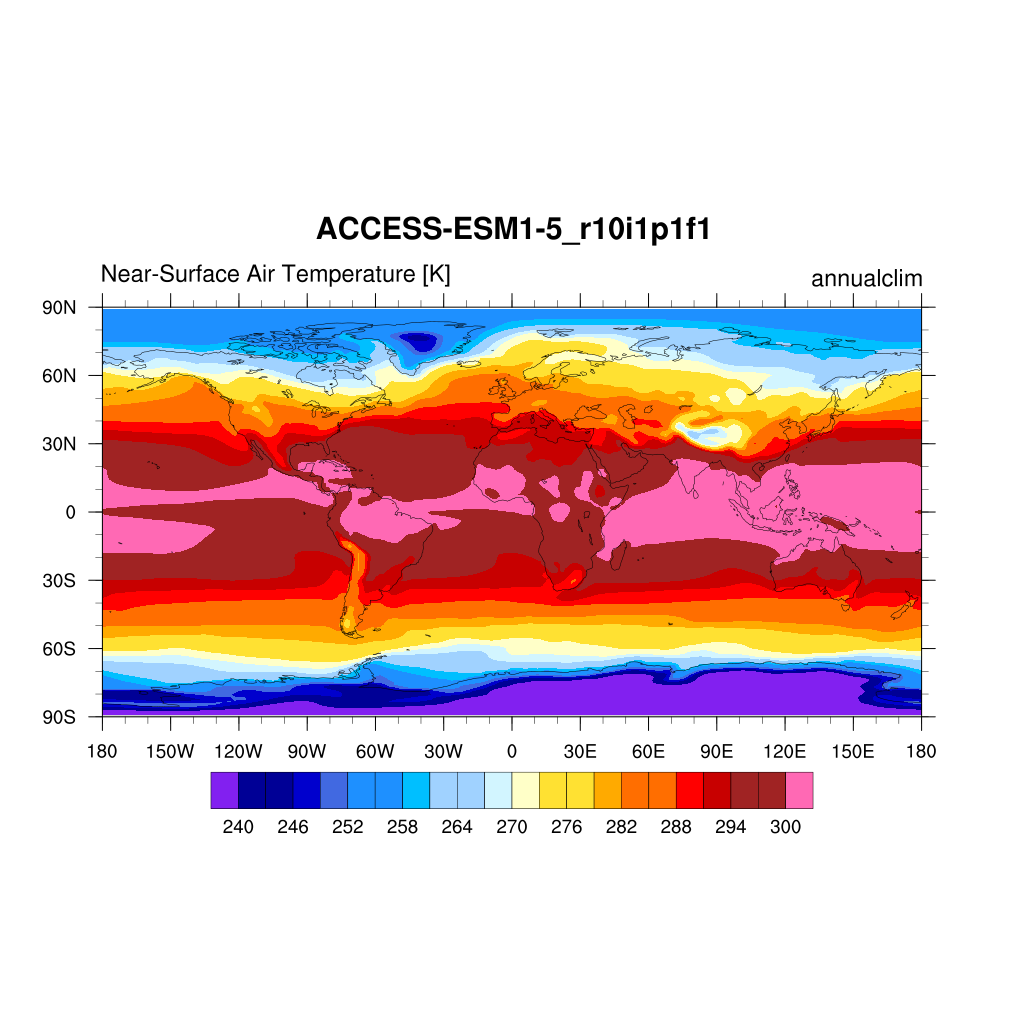 ACCESS-ESM1-5_r10i1p1f1
Near-Surface Air Temperature [K]
annualclim
90N
60N
30N
0
30S
60S
90S
180 150W 120W 90W 60W 30W 0 30E 60E 90E 120E 150E 180
240 246 252 258 264 270 276 282 288 294 300